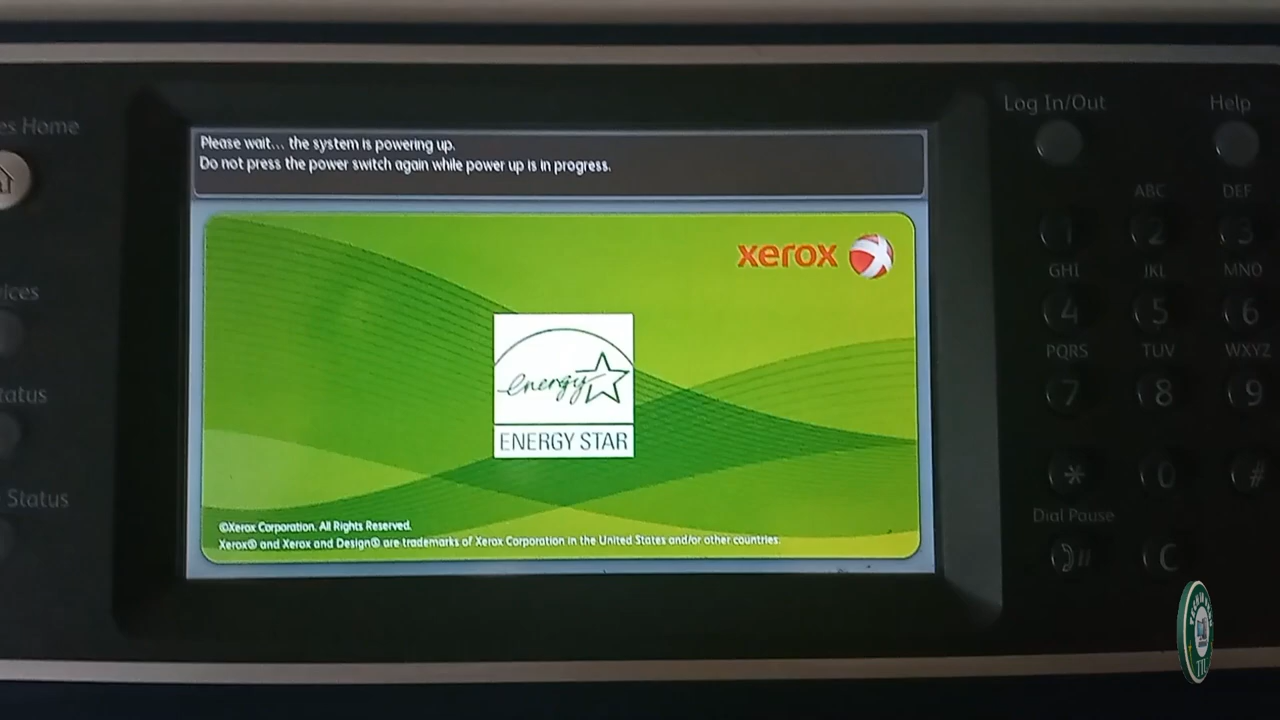 es Home
ices
tatus
Status
Please wait... the system is powering up.
Do not press the power switch again while power up is in progress.
xerox
energy
ENERGY STAR
©Xerox Corporation. All Rights Reserved.
Xerox® and Xerox and Design® are trademarks of Xerox Corporation in the United States and/or other countries.
Log In/Out
Help
ABC
DEF
1
2
3
GHI
JKL
MNO
4
5
6
PQRS
TUV
WXYZ
7
8
9
*
0
#
Dial Pause
C